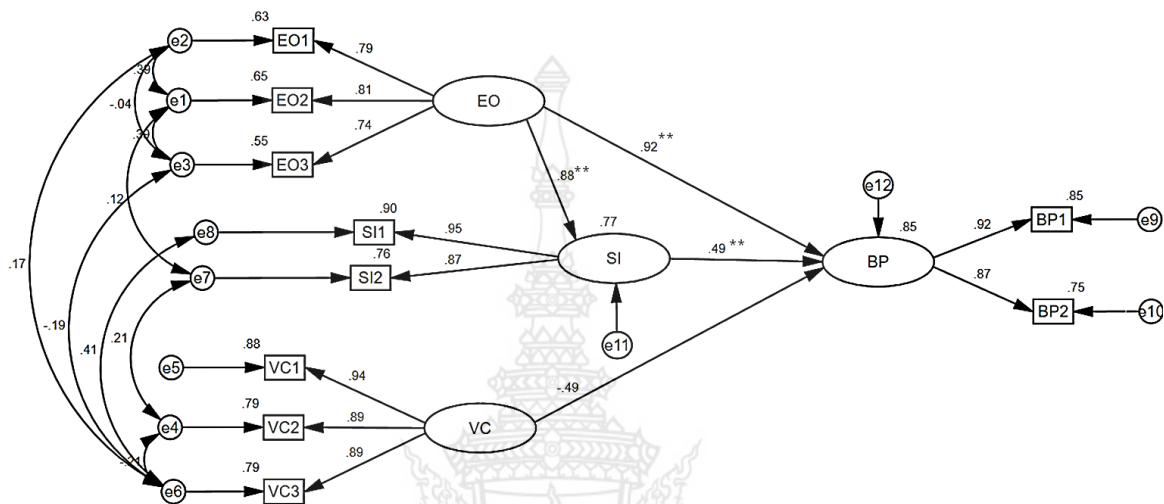 .63
e2
EO1
.79
.39
.65
e1
EO2
.81
EO
-.04
.39
.55
e3
EO3
.74
.92**
.88**
e12
.12
.90
.77
.85
.92
.85
BP1
e9
e8
SI1
.95
SI
.49 **
BP
.76
.87
.87
.17
e7
SI2
.75
BP2
e10
-.19
.21
e11
.41
.88
e5
VC1
.94
-.49
.79
.89
e4
VC2
VC
.79
.89
-.21
e6
VC3